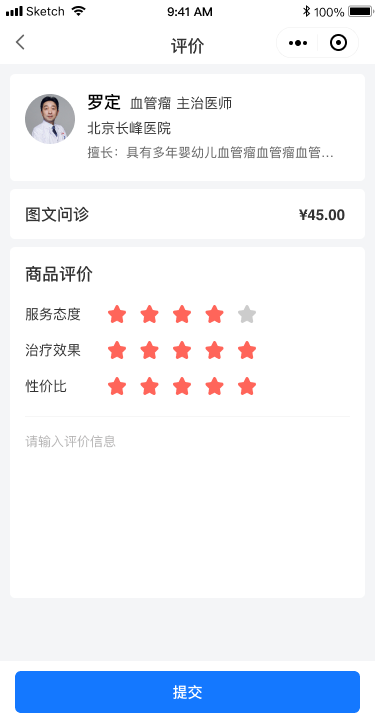 Sketch 9:41 AM 100%
评价
罗定 血管瘤 主治医师
北京长峰医院
擅长：具有多年婴幼儿血管瘤血管瘤血管...
图文问诊 ¥45.00
商品评价
服务态度
治疗效果
性价比
请输入评价信息
提交